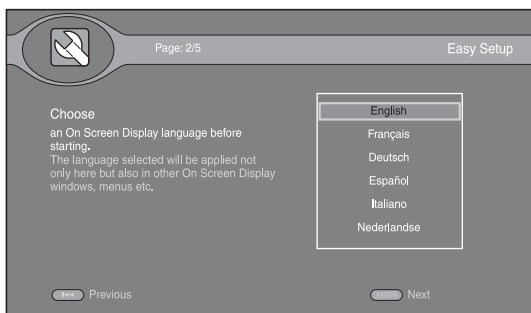 Page: 2/5
Easy Setup
Choose
an On Screen Display language before
starting.
The language selected will be applied not
only here but also in other On Screen Display
windows, menus etc.
English
Français
Deutsch
Español
Italiano
Nederlandse
Previous
ENTER Next